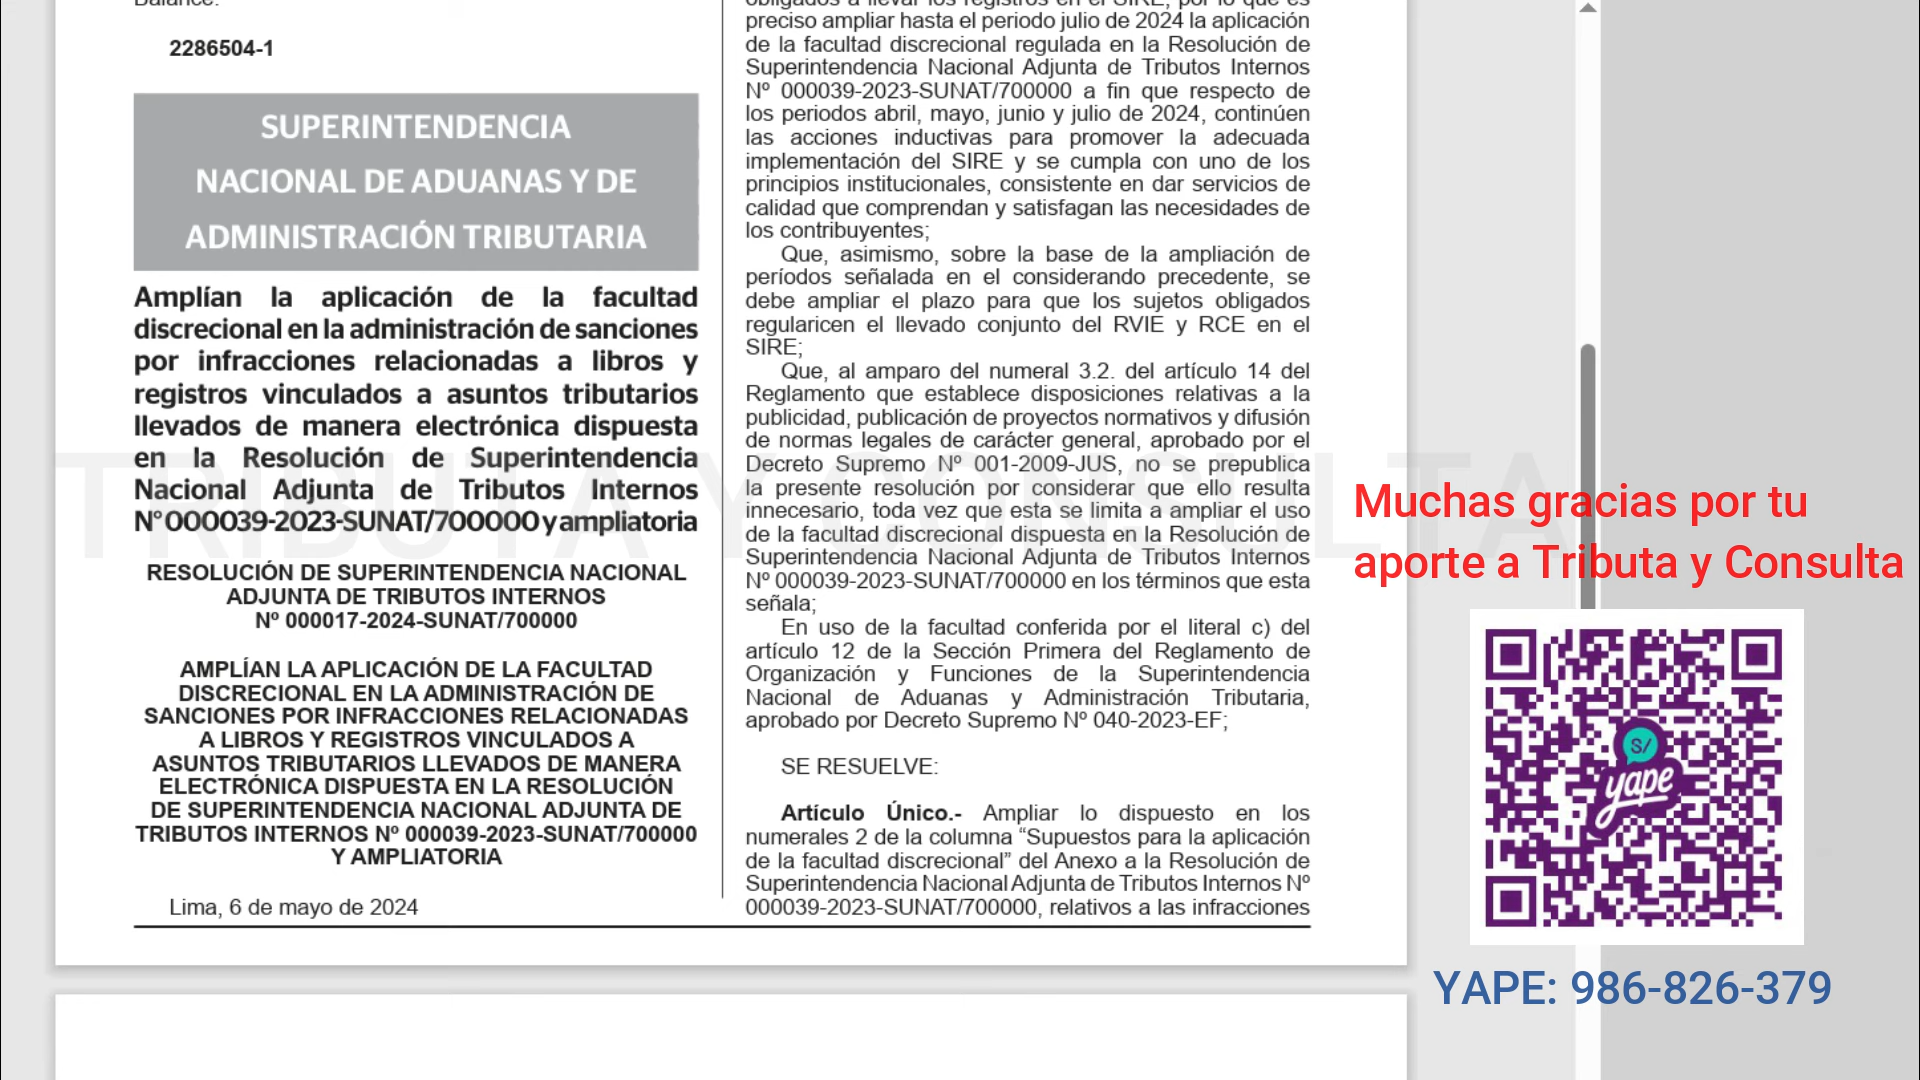 Balance.
2286504-1
SUPERINTENDENCIA
NACIONAL DE ADUANAS Y DE
ADMINISTRACIÓN TRIBUTARIA
Amplían la aplicación de la facultad
discrecional en la administración de sanciones
por infracciones relacionadas a libros y
registros vinculados a asuntos tributarios
llevados de manera electrónica dispuesta
en la Resolución de Superintendencia
Nacional Adjunta de Tributos Internos
N° 000039-2023-SUNAT/700000 y ampliatoria
RESOLUCIÓN DE SUPERINTENDENCIA NACIONAL
ADJUNTA DE TRIBUTOS INTERNOS
Nº 000017-2024-SUNAT/700000
AMPLÍAN LA APLICACIÓN DE LA FACULTAD
DISCRECIONAL EN LA ADMINISTRACIÓN DE
SANCIONES POR INFRACCIONES RELACIONADAS
A LIBROS Y REGISTROS VINCULADOS A
ASUNTOS TRIBUTARIOS LLEVADOS DE MANERA
ELECTRÓNICA DISPUESTA EN LA RESOLUCIÓN
DE SUPERINTENDENCIA NACIONAL ADJUNTA DE
TRIBUTOS INTERNOS Nº 000039-2023-SUNAT/700000
Y AMPLIATORIA
Lima, 6 de mayo de 2024
obligados a llevar los registros en el SIRE, por lo que es
preciso ampliar hasta el periodo julio de 2024 la aplicación
de la facultad discrecional regulada en la Resolución de
Superintendencia Nacional Adjunta de Tributos Internos
Nº 000039-2023-SUNAT/700000 a fin que respecto de
los periodos abril, mayo, junio y julio de 2024, continúen
las acciones inductivas para promover la adecuada
implementación del SIRE y se cumpla con uno de los
principios institucionales, consistente en dar servicios de
calidad que comprendan y satisfagan las necesidades de
los contribuyentes;
Que, asimismo, sobre la base de la ampliación de
períodos señalada en el considerando precedente, se
debe ampliar el plazo para que los sujetos obligados
regularicen el llevado conjunto del RVIE y RCE en el
SIRE;
Que, al amparo del numeral 3.2. del artículo 14 del
Reglamento que establece disposiciones relativas a la
publicidad, publicación de proyectos normativos y difusión
de normas legales de carácter general, aprobado por el
Decreto Supremo Nº 001-2009-JUS, no se prepublica
la presente resolución por considerar que ello resulta
innecesario, toda vez que esta se limita a ampliar el uso
de la facultad discrecional dispuesta en la Resolución de
Superintendencia Nacional Adjunta de Tributos Internos
Nº 000039-2023-SUNAT/700000 en los términos que esta
señala;
En uso de la facultad conferida por el literal c) del
artículo 12 de la Sección Primera del Reglamento de
Organización y Funciones de la Superintendencia
Nacional de Aduanas y Administración Tributaria,
aprobado por Decreto Supremo Nº 040-2023-EF;
SE RESUELVE:
Artículo Único.- Ampliar lo dispuesto en los
numerales 2 de la columna “Supuestos para la aplicación
de la facultad discrecional” del Anexo a la Resolución de
Superintendencia Nacional Adjunta de Tributos Internos Nº
000039-2023-SUNAT/700000, relativos a las infracciones
TRIBUTA Y CONSULTA
Muchas gracias por tu
aporte a Tributa y Consulta
S/
yape
YAPE: 986-826-379